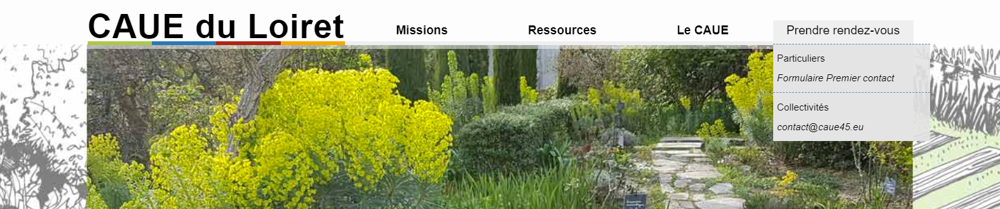 CAUE du Loiret
Missions
Ressources
Le CAUE
Prendre rendez-vous
Particuliers
Formulaire Premier contact
Collectivités
contact@caue45.eu